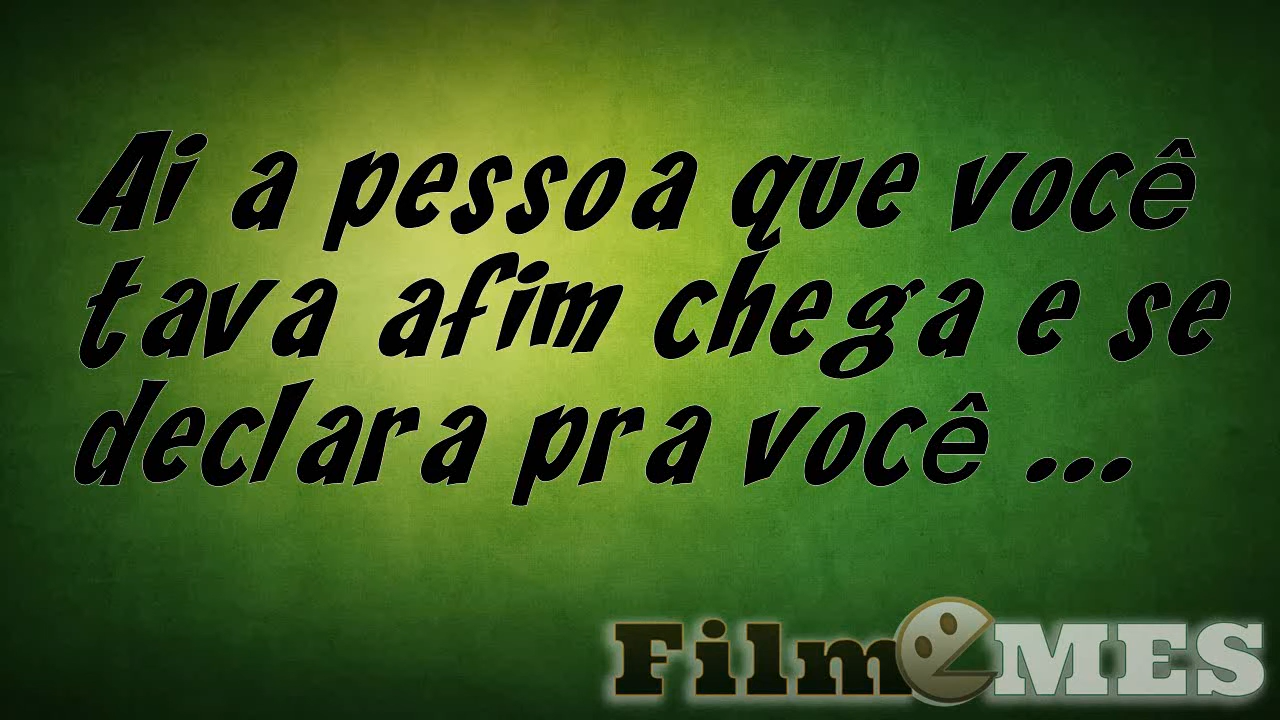 Ai a pessoa que você
tava afim chega e se
declara pra você ...
FilmeMES